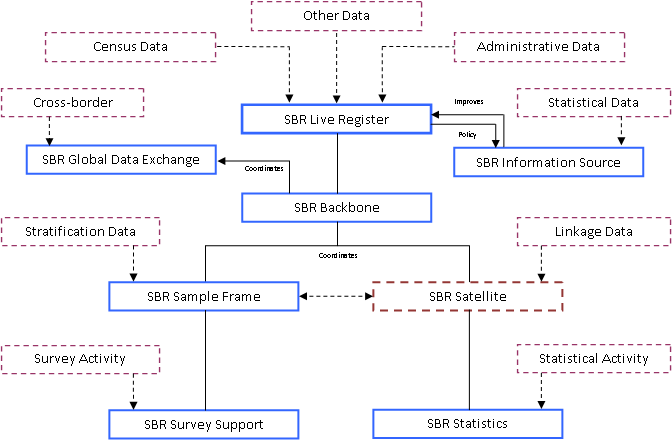 Other Data
Census Data
Administrative Data
Cross-border
Improves
Statistical Data
SBR Live Register
Policy
SBR Global Data Exchange
Coordinates
SBR Information Source
SBR Backbone
Stratification Data
Coordinates
Linkage Data
SBR Sample Frame
SBR Satellite
Survey Activity
Statistical Activity
SBR Survey Support
SBR Statistics